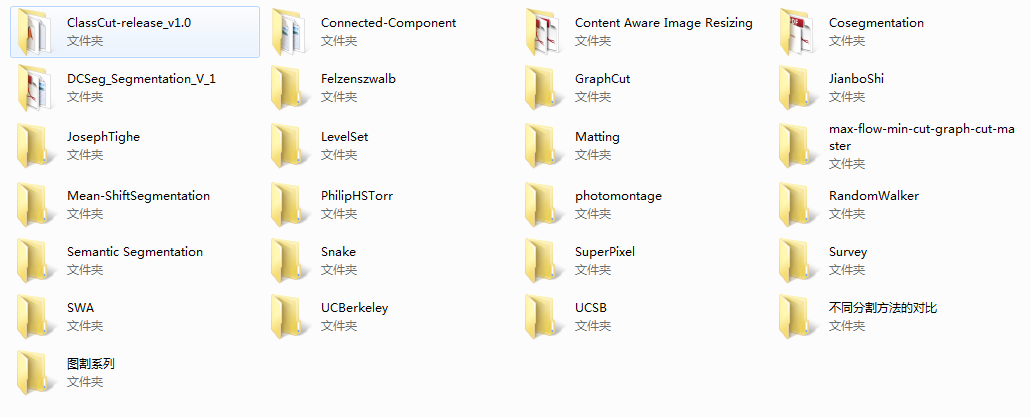 ClassCut-release_v1.0
文件夹
Connected-Component
文件夹
Content Aware Image Resizing
文件夹
Cosegmentation
文件夹
DCSeg_Segmentation_V_1
文件夹
Felzenszwalb
文件夹
GraphCut
文件夹
JianboShi
文件夹
JosephTighe
文件夹
LevelSet
文件夹
Matting
文件夹
max-flow-min-cut-graph-cut-ma
ster
文件夹
Mean-ShiftSegmentation
文件夹
PhilipHSTorr
文件夹
photomontage
文件夹
RandomWalker
文件夹
Semantic Segmentation
文件夹
Snake
文件夹
SuperPixel
文件夹
Survey
文件夹
SWA
文件夹
UCBerkeley
文件夹
UCSB
文件夹
不同分割方法的对比
文件夹
图割系列
文件夹